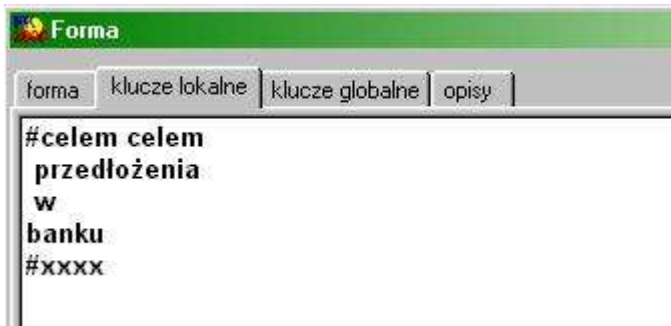 Forma
forma klucze lokalne klucze globalne opisy
#celem celem
przedłożenia
w
banku
#xxxx